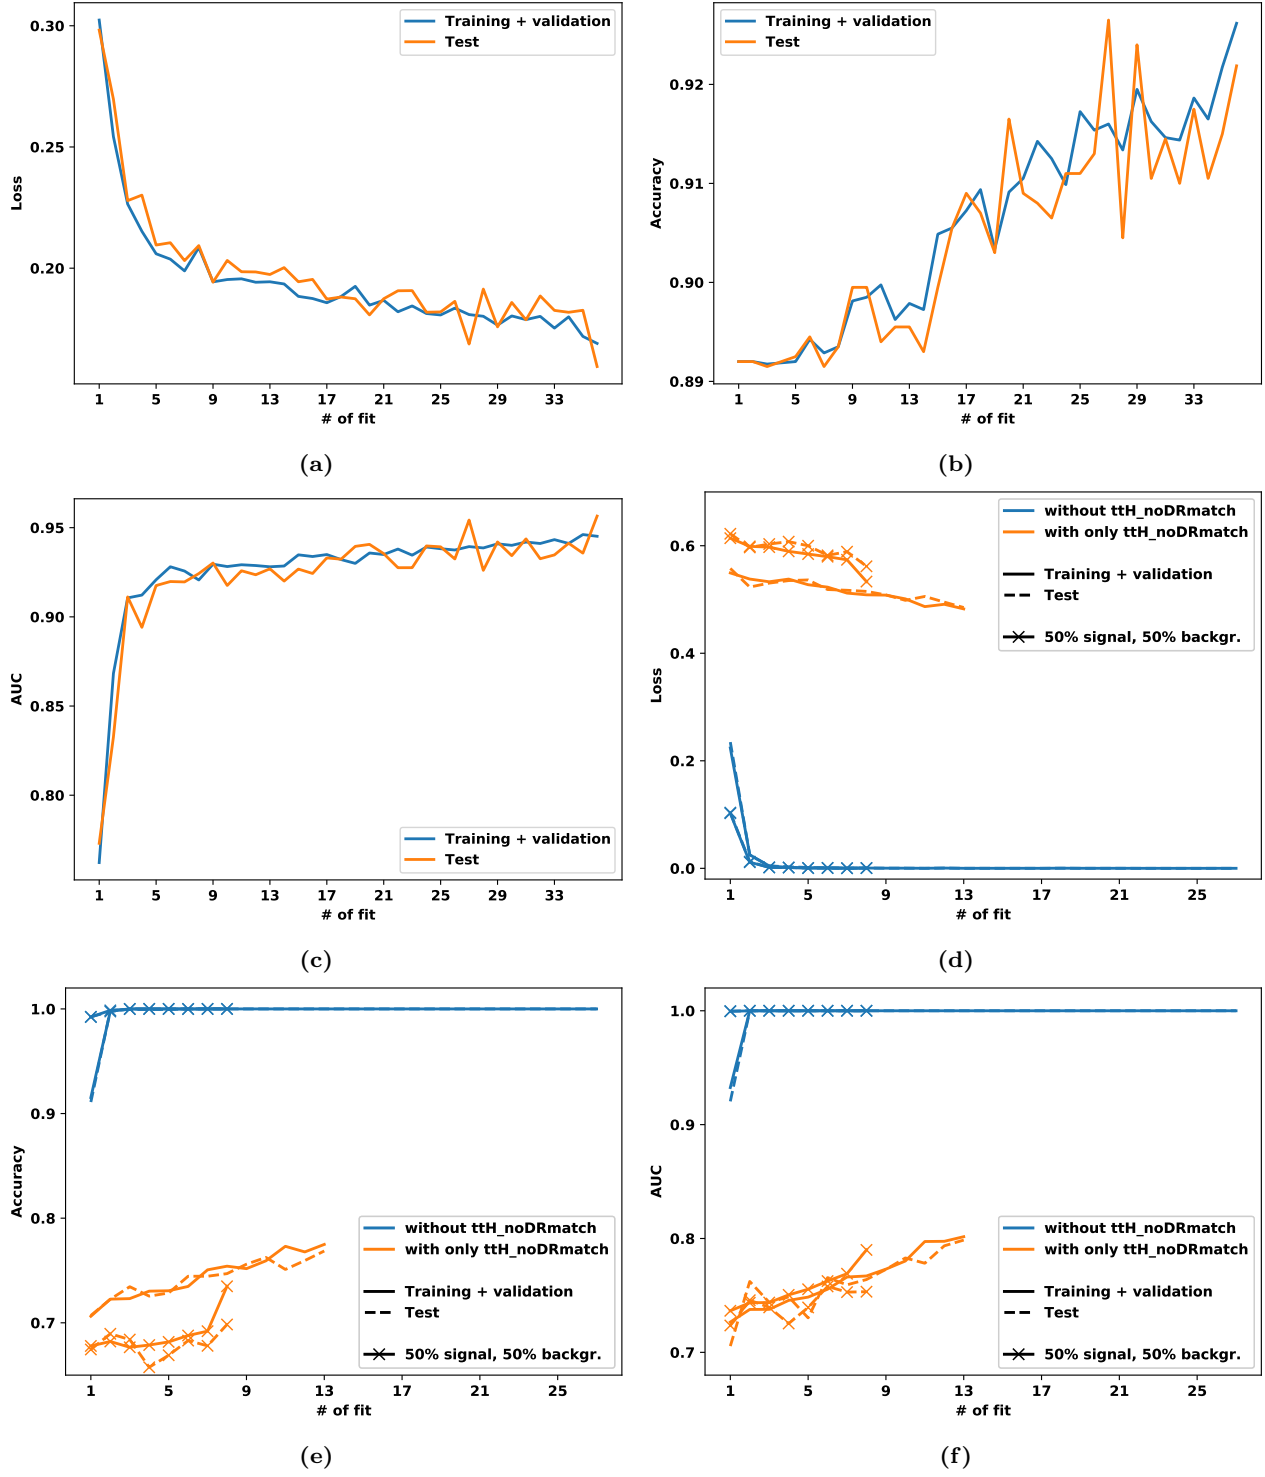 0.30
0.25
0.20
Loss
1 5 9 13 17 21 25 29 33
# of fit
Training + validation
Test
(a)
0.92
0.91
0.90
0.89
Accuracy
1 5 9 13 17 21 25 29 33
# of fit
Training + validation
Test
(b)
0.95
0.90
0.85
0.80
AUC
1 5 9 13 17 21 25 29 33
# of fit
Training + validation
Test
(c)
0.6
0.4
0.2
0.0
Loss
1 5 9 13 17 21 25
# of fit
without ttH_noDRmatch
with only ttH_noDRmatch
Training + validation
Test
50% signal, 50% backgr.
(d)
1.0
0.9
0.8
0.7
Accuracy
1 5 9 13 17 21 25
# of fit
without ttH_noDRmatch
with only ttH_noDRmatch
Training + validation
Test
50% signal, 50% backgr.
(e)
1.0
0.9
0.8
0.7
AUC
1 5 9 13 17 21 25
# of fit
without ttH_noDRmatch
with only ttH_noDRmatch
Training + validation
Test
50% signal, 50% backgr.
(f)